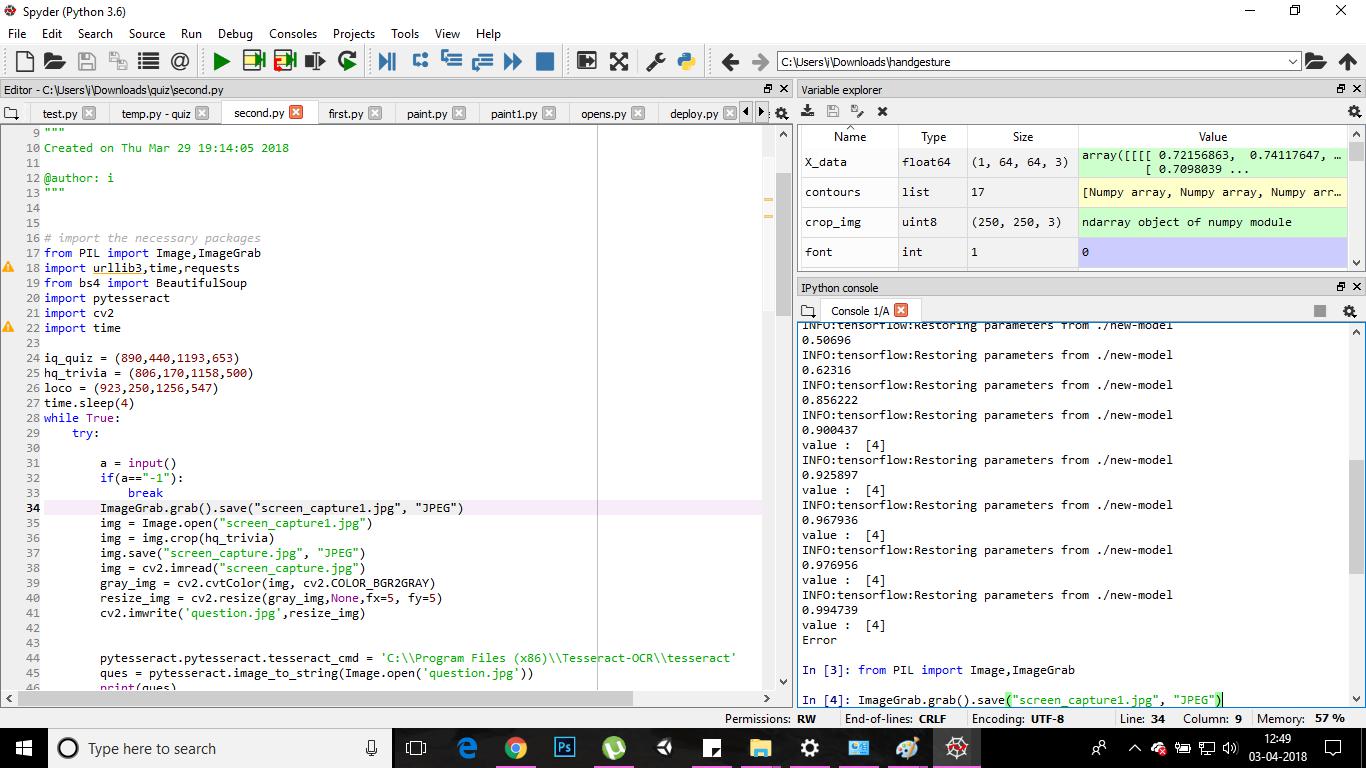 Spyder (Python 3.6)
File Edit Search Source Run Debug Consoles Projects Tools View Help
C:\Users\i\Downloads\handgesture
Editor - C:\Users\i\Downloads\quiz\second.py
test.py temp.py - quiz second.py first.py paint.py paint1.py opens.py deploy.py
9 """
10 Created on Thu Mar 29 19:14:05 2018
11
12 @author: i
13 """
14
15
16 # import the necessary packages
17 from PIL import Image,ImageGrab
18 import urllib3,time,requests
19 from bs4 import BeautifulSoup
20 import pytesseract
21 import cv2
22 import time
23
24 iq_quiz = (890,440,1193,653)
25 hq_trivia = (806,170,1158,500)
26 loco = (923,250,1256,547)
27 time.sleep(4)
28 while True:
29     try:
30
31         a = input()
32         if(a=="-1"):
33             break
34         ImageGrab.grab().save("screen_capture1.jpg", "JPEG")
35         img = Image.open("screen_capture1.jpg")
36         img = img.crop(hq_trivia)
37         img.save("screen_capture.jpg", "JPEG")
38         img = cv2.imread("screen_capture.jpg")
39         gray_img = cv2.cvtColor(img, cv2.COLOR_BGR2GRAY)
40         resize_img = cv2.resize(gray_img,None,fx=5, fy=5)
41         cv2.imwrite('question.jpg',resize_img)
42
43
44         pytesseract.pytesseract.tesseract_cmd = 'C:\\Program Files (x86)\\Tesseract-OCR\\tesseract'
45         ques = pytesseract.image_to_string(Image.open('question.jpg'))
46         print(ques)
Variable explorer
Name Type Size Value
X_data float64 (1, 64, 64, 3) array([[[[ 0.72156863, 0.74117647, …
[ 0.7098039 ...
contours list 17 [Numpy array, Numpy array, Numpy arr…
crop_img uint8 (250, 250, 3) ndarray object of numpy module
font int 1 0
IPython console
Console 1/A
INFO:tensorflow:Restoring parameters from ./new-model
0.50696
INFO:tensorflow:Restoring parameters from ./new-model
0.62316
INFO:tensorflow:Restoring parameters from ./new-model
0.856222
INFO:tensorflow:Restoring parameters from ./new-model
0.900437
value :  [4]
INFO:tensorflow:Restoring parameters from ./new-model
0.925897
value :  [4]
INFO:tensorflow:Restoring parameters from ./new-model
0.967936
value :  [4]
INFO:tensorflow:Restoring parameters from ./new-model
0.976956
value :  [4]
INFO:tensorflow:Restoring parameters from ./new-model
0.994739
value :  [4]
Error
In [3]: from PIL import Image,ImageGrab
In [4]: ImageGrab.grab().save("screen_capture1.jpg", "JPEG")
Permissions: RW End-of-lines: CRLF Encoding: UTF-8 Line: 34 Column: 9 Memory: 57 %
Type here to search
Ps
12:49
03-04-2018